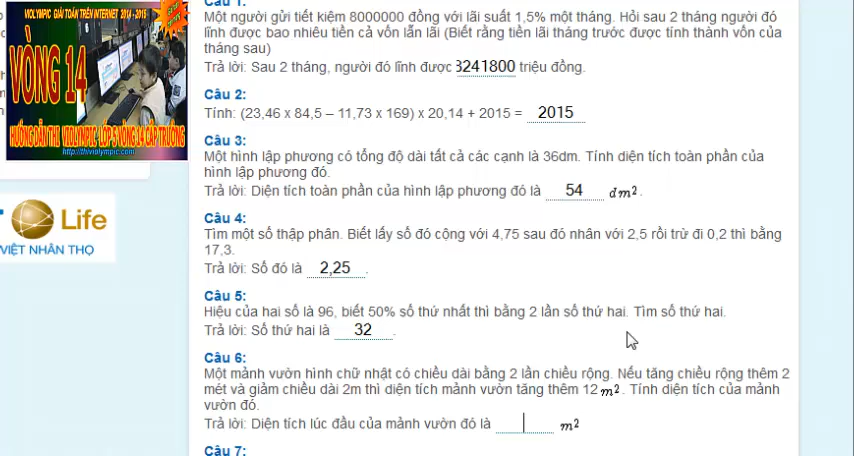 VIOLYMPIC GIẢI TOÁN TRÊN INTERNET 2014 - 2015
VÒNG 14
HƯỚNG DẪN THI VIOLYMPIC LỚP 5 VÒNG 14 CẤP TRƯỜNG
http://thiviolympic.com
Life
VIỆT NHÂN THỌ
Câu 1:
Một người gửi tiết kiệm 8000000 đồng với lãi suất 1,5% một tháng. Hỏi sau 2 tháng người đó
lĩnh được bao nhiêu tiền cả vốn lẫn lãi (Biết rằng tiền lãi tháng trước được tính thành vốn của
tháng sau)
Trả lời: Sau 2 tháng, người đó lĩnh được 3241800 triệu đồng.
Câu 2:
Tính: (23,46 x 84,5 – 11,73 x 169) x 20,14 + 2015 = 2015
Câu 3:
Một hình lập phương có tổng độ dài tất cả các cạnh là 36dm. Tính diện tích toàn phần của
hình lập phương đó.
Trả lời: Diện tích toàn phần của hình lập phương đó là 54 dm².
Câu 4:
Tìm một số thập phân. Biết lấy số đó cộng với 4,75 sau đó nhân với 2,5 rồi trừ đi 0,2 thì bằng
17,3.
Trả lời: Số đó là 2,25.
Câu 5:
Hiệu của hai số là 96, biết 50% số thứ nhất thì bằng 2 lần số thứ hai. Tìm số thứ hai.
Trả lời: Số thứ hai là 32.
Câu 6:
Một mảnh vườn hình chữ nhật có chiều dài bằng 2 lần chiều rộng. Nếu tăng chiều rộng thêm 2
mét và giảm chiều dài 2m thì diện tích mảnh vườn tăng thêm 12 m². Tính diện tích của mảnh
vườn đó.
Trả lời: Diện tích lúc đầu của mảnh vườn đó là m²
Câu 7: